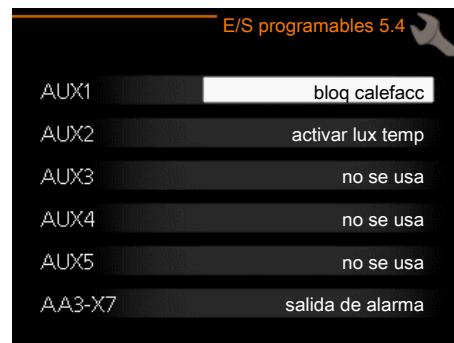 E/S programables 5.4
AUX1 bloq calefacc
AUX2 activar lux temp
AUX3 no se usa
AUX4 no se usa
AUX5 no se usa
AA3-X7 salida de alarma